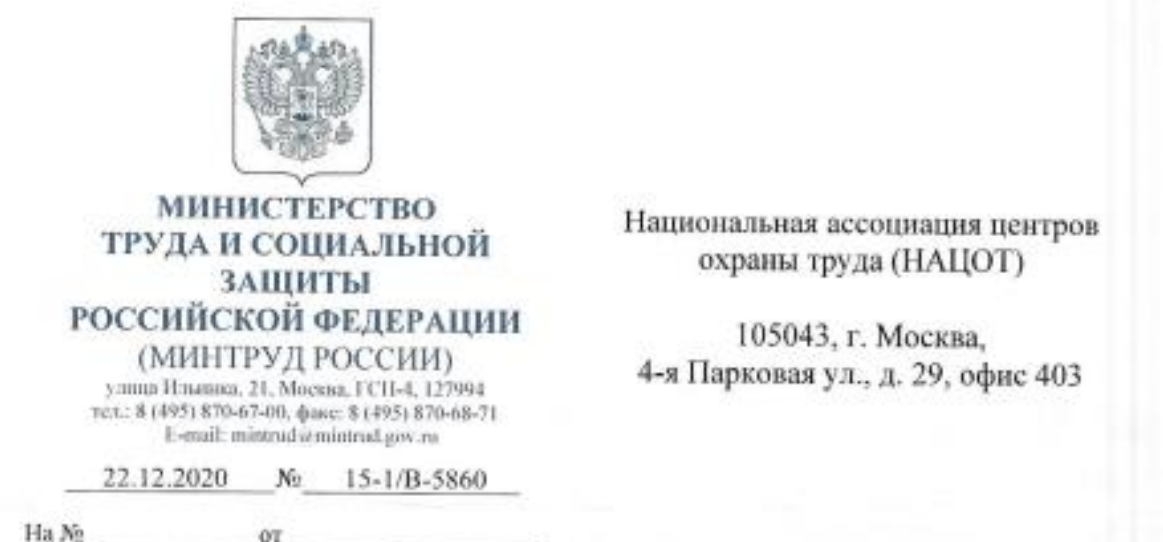 МИНИСТЕРСТВО
ТРУДА И СОЦИАЛЬНОЙ
ЗАЩИТЫ
РОССИЙСКОЙ ФЕДЕРАЦИИ
(МИНТРУД РОССИИ)
улица Ильинка, 21, Москва, ГСП-4, 127994
тел.: 8 (495) 870-67-00, факс: 8 (495) 870-68-71
E-mail: mintrud@mintrud.gov.ru
22.12.2020 № 15-1/В-5860
На № от
Национальная ассоциация центров
охраны труда (НАЦОТ)
105043, г. Москва,
4-я Парковая ул., д. 29, офис 403